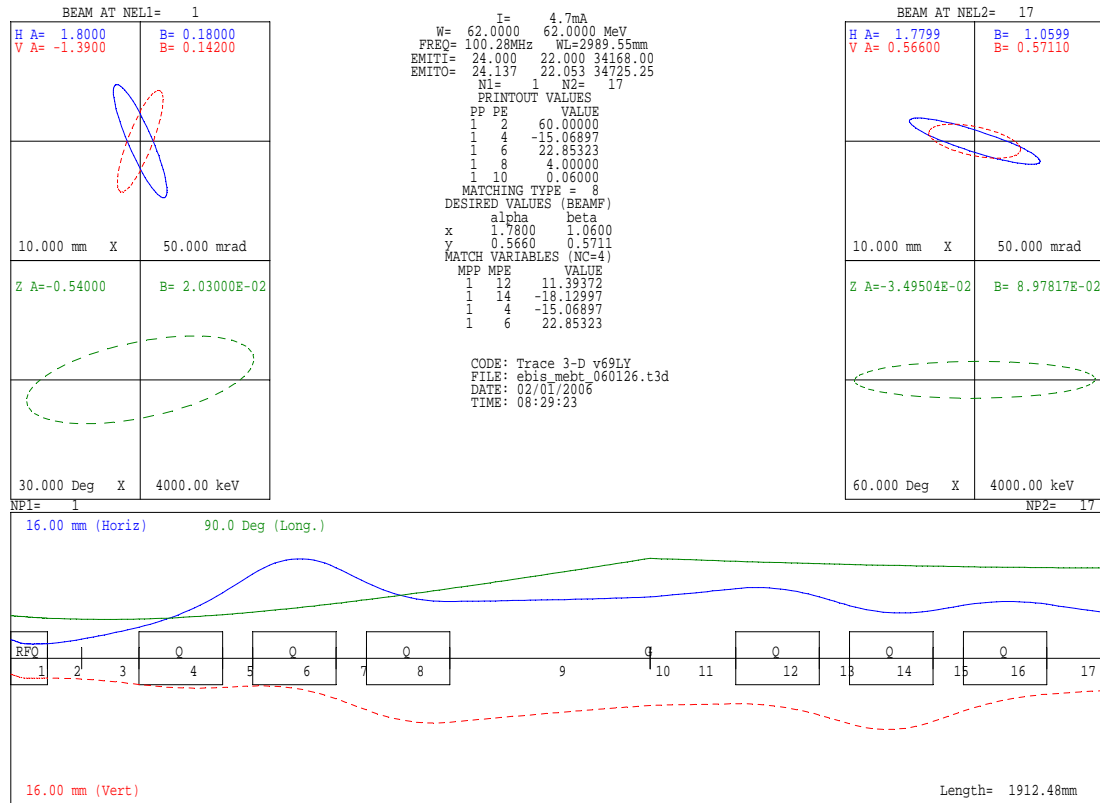 BEAM AT NEL1= 1
H A= 1.8000 B= 0.18000
V A= -1.3900 B= 0.14200
10.000 mm X 50.000 mrad
Z A=-0.54000 B= 2.03000E-02
30.000 Deg X 4000.00 keV
NP1= 1
I= 4.7mA
W= 62.0000 62.0000 MeV
FREQ= 100.28MHz WL=2989.55mm
EMITI= 24.000 22.000 34168.00
EMITO= 24.137 22.053 34725.25
N1= 1 N2= 17
PRINTOUT VALUES
PP PE VALUE
1 2 60.00000
1 4 -15.06897
1 6 22.85323
1 8 4.00000
1 10 0.06000
MATCHING TYPE = 8
DESIRED VALUES (BEAMF)
alpha beta
x 1.7800 1.0600
y 0.5660 0.5711
MATCH VARIABLES (NC=4)
MPP MPE VALUE
1 12 11.39372
1 14 -18.12997
1 4 -15.06897
1 6 22.85323
CODE: Trace 3-D v69LY
FILE: ebis_mebt_060126.t3d
DATE: 02/01/2006
TIME: 08:29:23
BEAM AT NEL2= 17
H A= 1.7799 B= 1.0599
V A= 0.56600 B= 0.57110
10.000 mm X 50.000 mrad
Z A=-3.49504E-02 B= 8.97817E-02
60.000 Deg X 4000.00 keV
NP2= 17
16.00 mm (Horiz) 90.0 Deg (Long.)
RFQ Q Q Q G Q Q Q
1 2 3 4 5 6 7 8 9 10 11 12 13 14 15 16 17
16.00 mm (Vert) Length= 1912.48mm